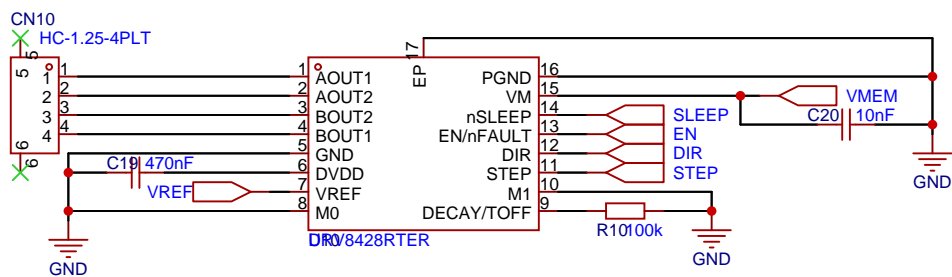 CN10
HC-1.25-4PLT
5
5
1
1
2
2
3
3
4
4
6
6
EP
17
1
AOUT1
2
AOUT2
3
BOUT2
4
BOUT1
5
GND
6
DVDD
7
VREF
8
M0
16
PGND
15
VM
14
nSLEEP
13
EN/nFAULT
12
DIR
11
STEP
10
M1
9
DECAY/TOFF
C19
470nF
VREF
GND
DRV8428RTER
SLEEP
EN
DIR
STEP
VMEM
C20
10nF
GND
R10
100k
GND